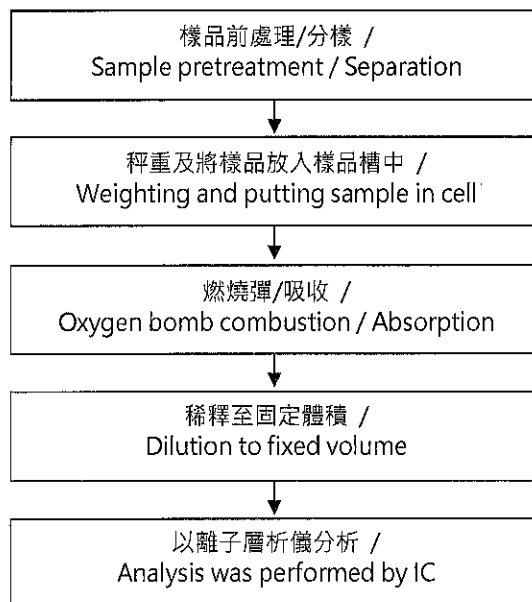 樣品前處理/分樣 /
Sample pretreatment / Separation
秤重及將樣品放入樣品槽中 /
Weighting and putting sample in cell
燃燒彈/吸收 /
Oxygen bomb combustion / Absorption
稀釋至固定體積 /
Dilution to fixed volume
以離子層析儀分析 /
Analysis was performed by IC